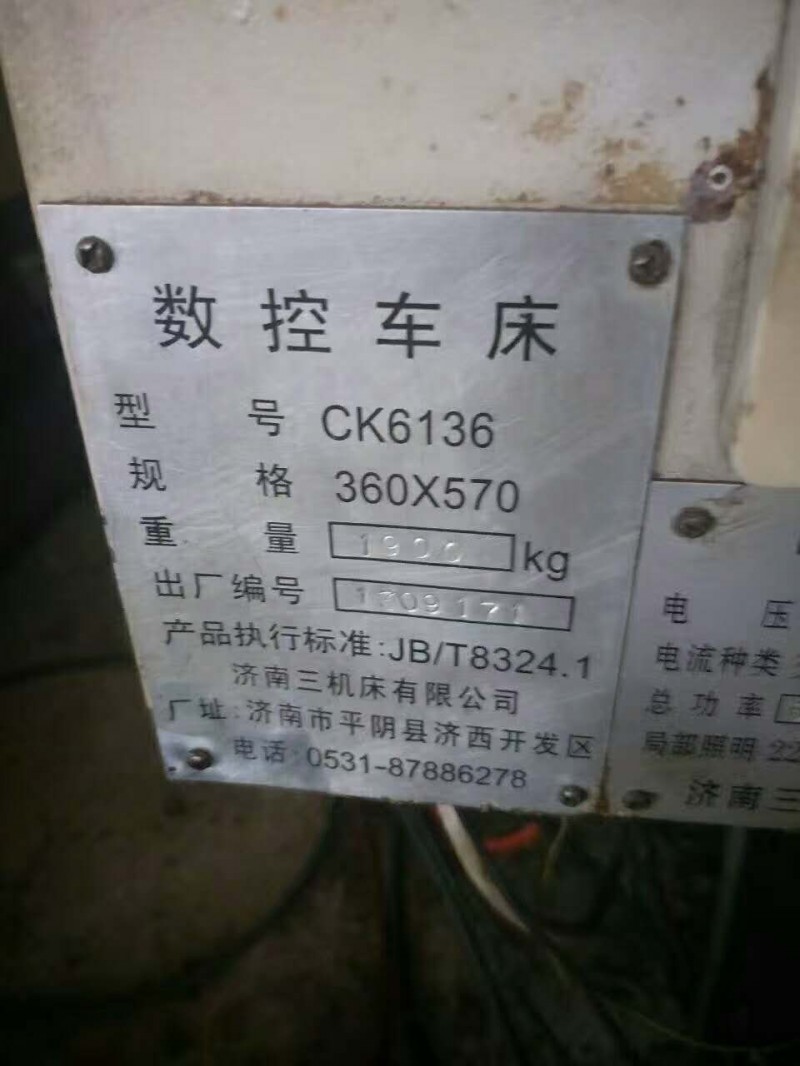 数控车床
型号 CK6136
规格 360X570
重量 1900 kg
出厂编号 1709171
产品执行标准:JB/T8324.1
济南三机床有限公司
厂址:济南市平阴县济西开发区
电话:0531-87886278
电压
电流种类
总功率
局部照明 22
济南三